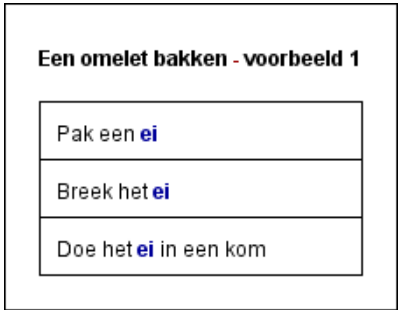 Een omelet bakken - voorbeeld 1
Pak een ei
Breek het ei
Doe het ei in een kom